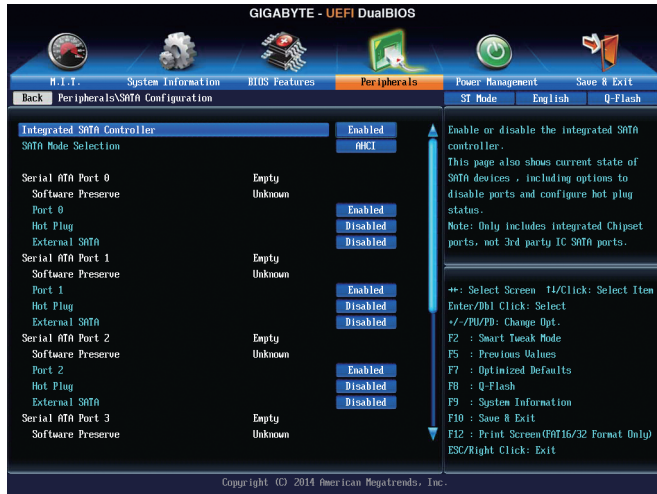 GIGABYTE - UEFI DualBIOS
M.I.T. System Information BIOS Features Peripherals Power Management Save & Exit
Back Peripherals\SATA Configuration ST Mode English Q-Flash
Integrated SATA Controller Enabled
SATA Mode Selection AHCI
Serial ATA Port 0 Empty
Software Preserve Unknown
Port 0 Enabled
Hot Plug Disabled
External SATA Disabled
Serial ATA Port 1 Empty
Software Preserve Unknown
Port 1 Enabled
Hot Plug Disabled
External SATA Disabled
Serial ATA Port 2 Empty
Software Preserve Unknown
Port 2 Enabled
Hot Plug Disabled
External SATA Disabled
Serial ATA Port 3 Empty
Software Preserve Unknown
Enable or disable the integrated SATA
controller.
This page also shows current state of
SATA devices , including options to
disable ports and configure hot plug
status.
Note: Only includes integrated Chipset
ports, not 3rd party IC SATA ports.
→←: Select Screen ↑↓/Click: Select Item
Enter/Dbl Click: Select
+/-/PU/PD: Change Opt.
F2 : Smart Tweak Mode
F5 : Previous Values
F7 : Optimized Defaults
F8 : Q-Flash
F9 : System Information
F10 : Save & Exit
F12 : Print Screen(FAT16/32 Format Only)
ESC/Right Click: Exit
Copyright (C) 2014 American Megatrends, Inc.